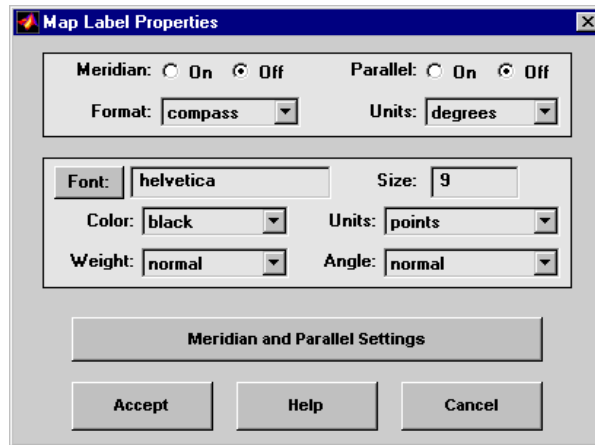 Map Label Properties
Meridian: On Off Parallel: On Off
Format: compass Units: degrees
Font: helvetica Size: 9
Color: black Units: points
Weight: normal Angle: normal
Meridian and Parallel Settings
Accept Help Cancel